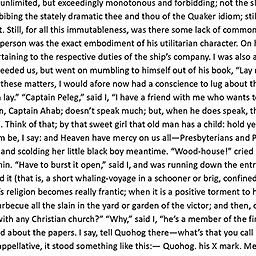 unlimited, but exceedingly monotonous and forbidding; not the sl
bibing the stately dramatic thee and thou of the Quaker idiom; stil
t. Still, for all this immutableness, was there some lack of common
person was the exact embodiment of his utilitarian character. On h
rtaining to the respective duties of the ship's company. I was also a
eeded us, but went on mumbling to himself out of his book, "Lay n
these matters, I would afore now had a conscience to lug about th
lay." "Captain Peleg," said I, "I have a friend with me who wants to
n, Captain Ahab; doesn't speak much; but, when he does speak, th
. Think of that; by that sweet girl that old man has a child: hold ye
m be, I say: and Heaven have mercy on us all—Presbyterians and P
and scolding her little black boy meantime. "Wood-house!" cried
nin. "Have to burst it open," said I, and was running down the entr
d it (that is, a short whaling-voyage in a schooner or brig, confined
's religion becomes really frantic; when it is a positive torment to h
arbecue all the slain in the yard or garden of the victor; and then, o
with any Christian church?" "Why," said I, "he's a member of the fir
d about the papers. I say, tell Quohog there—what's that you call
appellative, it stood something like this:— Quohog. his X mark. Me